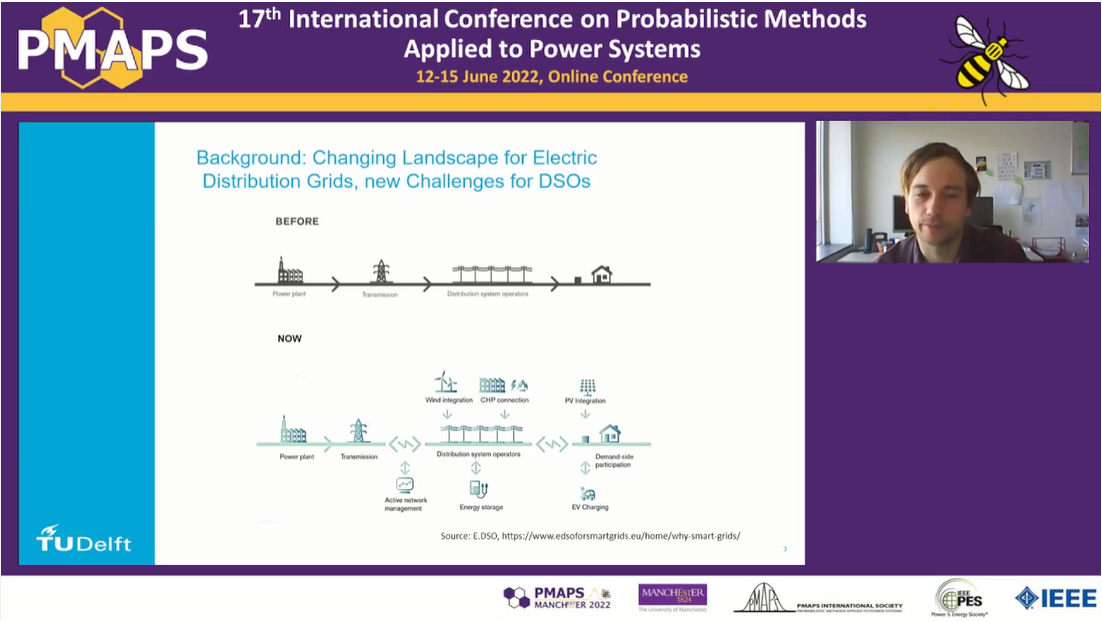 PMAPS
17th International Conference on Probabilistic Methods
Applied to Power Systems
12-15 June 2022, Online Conference
Background: Changing Landscape for Electric
Distribution Grids, new Challenges for DSOs
BEFORE
Power plant
Transmission
Distribution system operators
NOW
Wind integration
CHP connection
PV Integration
Power plant
Transmission
Distribution system operators
Demand-side
participation
Active network
management
Energy storage
EV Charging
Source: E.DSO, https://www.edsoforsmartgrids.eu/home/why-smart-grids/
3
TUDelft
PMAPS
MANCHESTER 2022
MANCHESTER
1824
The University of Manchester
PMAPS
PMAPS INTERNATIONAL SOCIETY
PROBABILISTIC METHODS APPLIED TO POWER SYSTEMS
IEEE
PES
Power & Energy Society®
IEEE